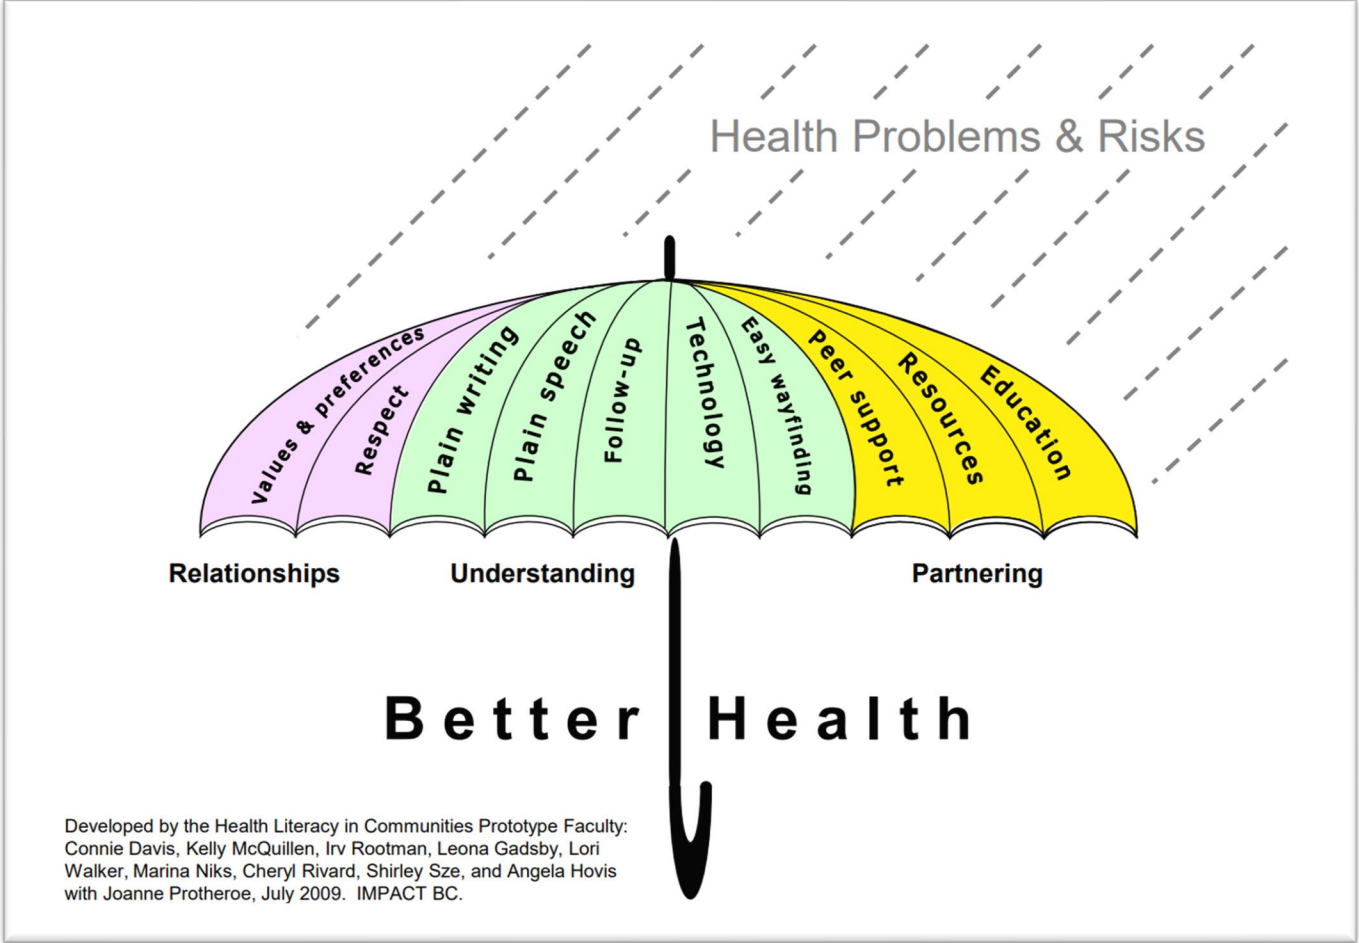 Health Problems & Risks
Values & preferences
Respect
Plain writing
Plain speech
Follow-up
Technology
Easy wayfinding
Peer support
Resources
Education
Relationships
Understanding
Partnering
Better Health
Developed by the Health Literacy in Communities Prototype Faculty:
Connie Davis, Kelly McQuillen, Irv Rootman, Leona Gadsby, Lori
Walker, Marina Niks, Cheryl Rivard, Shirley Sze, and Angela Hovis
with Joanne Protheroe, July 2009.  IMPACT BC.